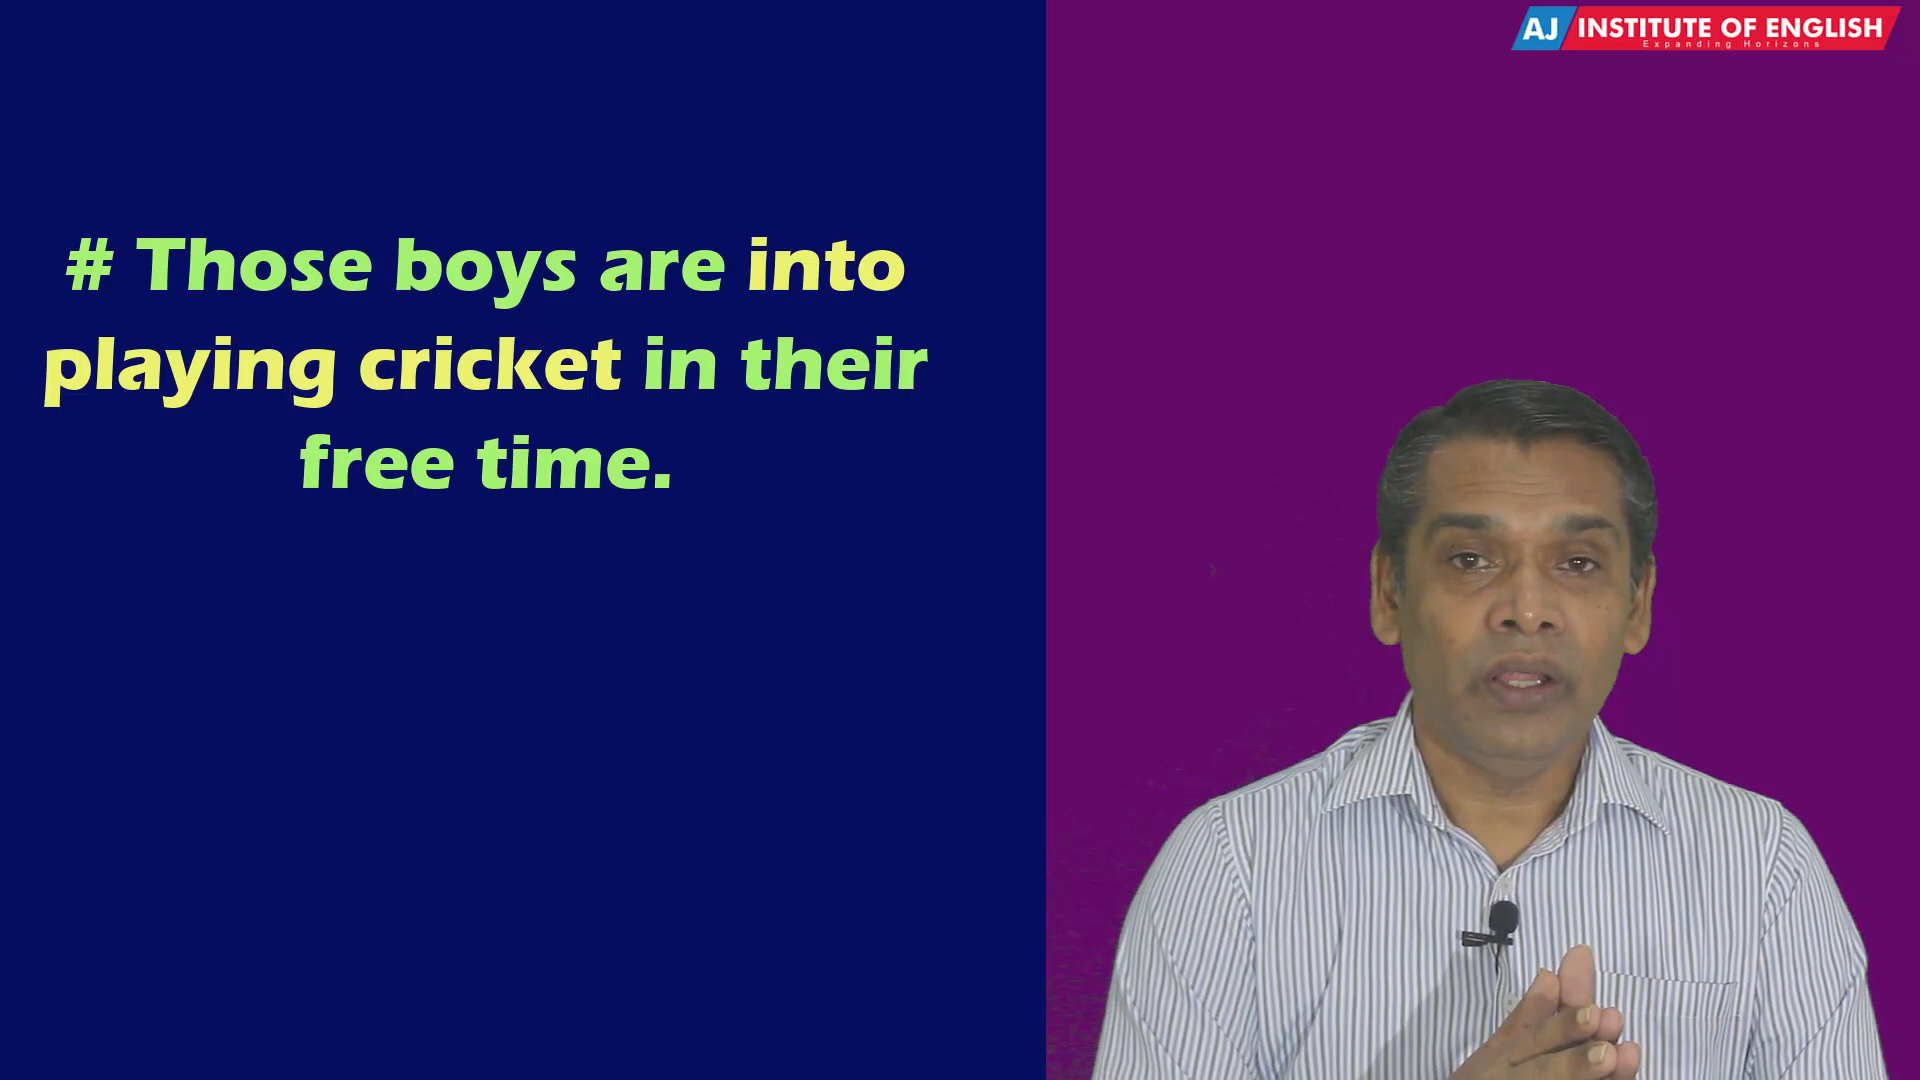 AJ INSTITUTE OF ENGLISH
Expanding Horizons
# Those boys are into
playing cricket in their
free time.